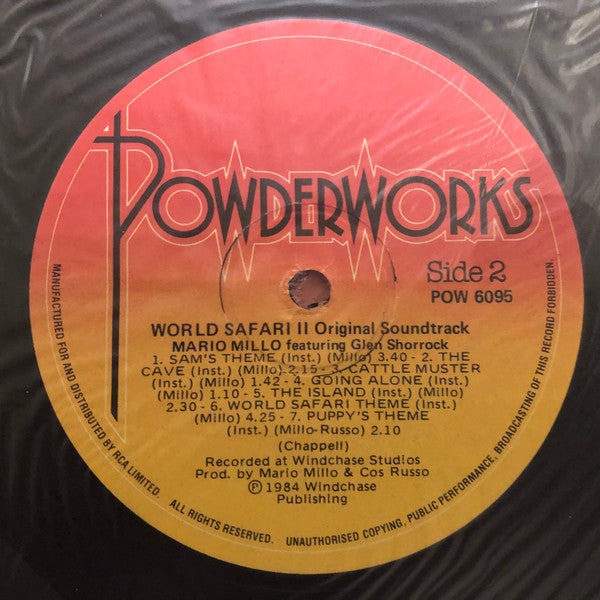 POWDERWORKS
Side 2
POW 6095
WORLD SAFARI II Original Soundtrack
MARIO MILLO featuring Glen Shorrock
1. SAM'S THEME (Inst.) (Millo) 3.40 - 2. THE
CAVE (Inst.) (Millo) 2.15 - 3. CATTLE MUSTER
(Inst.) (Millo) 1.42 - 4. GOING ALONE (Inst.)
(Millo) 1.10 - 5. THE ISLAND (Inst.) (Millo)
2.30 - 6. WORLD SAFARI THEME (Inst.)
(Millo) 4.25 - 7. PUPPY'S THEME
(Inst.) (Millo-Russo) 2.10
(Chappell)
Recorded at Windchase Studios
Prod. by Mario Millo & Cos Russo
Ⓟ 1984 Windchase
Publishing
MANUFACTURED FOR AND DISTRIBUTED BY RCA LIMITED. ALL RIGHTS RESERVED. UNAUTHORISED COPYING, PUBLIC PERFORMANCE, BROADCASTING OF THIS RECORD FORBIDDEN.